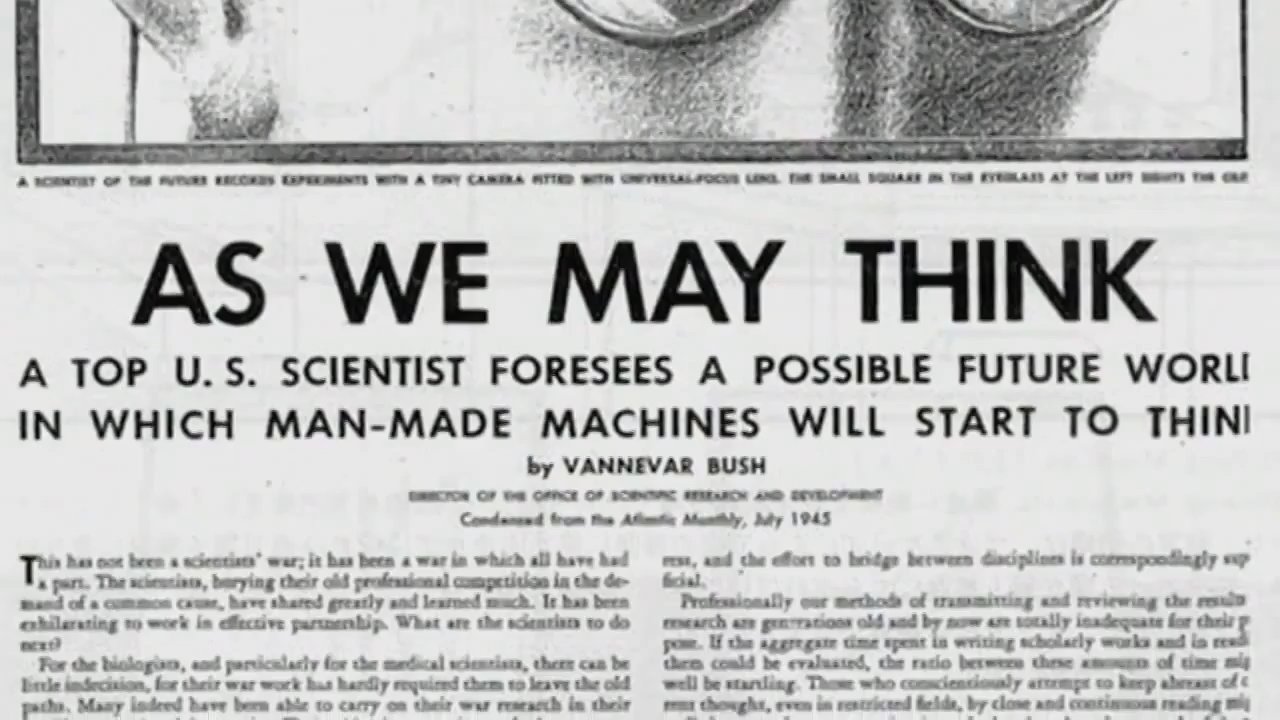 A SCIENTIST OF THE FUTURE RECORDS EXPERIMENTS WITH A TINY CAMERA FITTED WITH UNIVERSAL-FOCUS LENS. THE SMALL SQUARE IN THE EYEGLASS AT THE LEFT SIGHTS THE OBJ
AS WE MAY THINK
A TOP U. S. SCIENTIST FORESEES A POSSIBLE FUTURE WORL
IN WHICH MAN-MADE MACHINES WILL START TO THIN
by VANNEVAR BUSH
DIRECTOR OF THE OFFICE OF SCIENTIFIC RESEARCH AND DEVELOPMENT
Condensed from the Atlantic Monthly, July 1945
This has not been a scientists' war; it has been a war in which all have had
a part. The scientists, burying their old professional competition in the de-
mand of a common cause, have shared greatly and learned much. It has been
exhilarating to work in effective partnership. What are the scientists to do
next?
For the biologists, and particularly for the medical scientists, there can be
little indecision, for their war work has hardly required them to leave the old
paths. Many indeed have been able to carry on their war research in their
rest, and the effort to bridge between disciplines is correspondingly sup
ficial.
Professionally our methods of transmitting and reviewing the results
research are generations old and by now are totally inadequate for their p
pose. If the aggregate time spent in writing scholarly works and in readi
them could be evaluated, the ratio between these amounts of time mig
well be startling. Those who conscientiously attempt to keep abreast of c
rent thought, even in restricted fields, by close and continuous reading mig